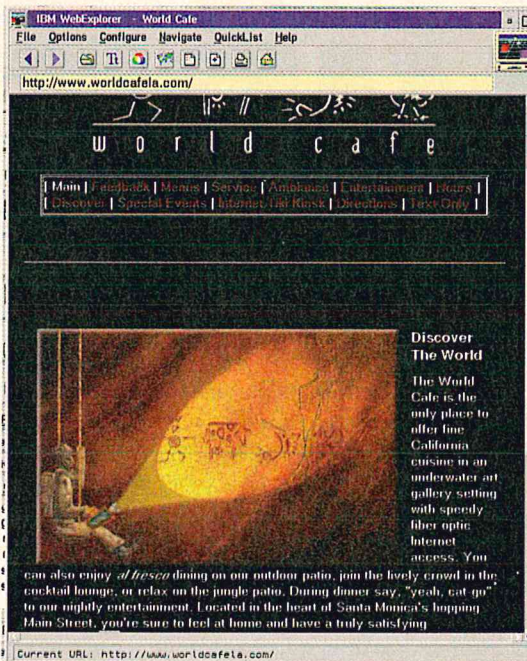 IBM WebExplorer - World Cafe
File Options Configure Navigate QuickList Help
http://www.worldcafela.com/
world cafe
| Main | Feedback | Menus | Service | Ambiance | Entertainment | Hours |
| Discover | Special Events | Internet/Tiki Kiosk | Directions | Text Only |
Discover
The World
The World
Cafe is the
only place to
offer fine
California
cuisine in an
underwater art
gallery setting
with speedy
fiber optic
Internet
access. You
can also enjoy al fresco dining on our outdoor patio, join the lively crowd in the
cocktail lounge, or relax on the jungle patio. During dinner say, "yeah, cat go"
to our nightly entertainment. Located in the heart of Santa Monica's hopping
Main Street, you're sure to feel at home and have a truly satisfying
Current URL: http://www.worldcafela.com/